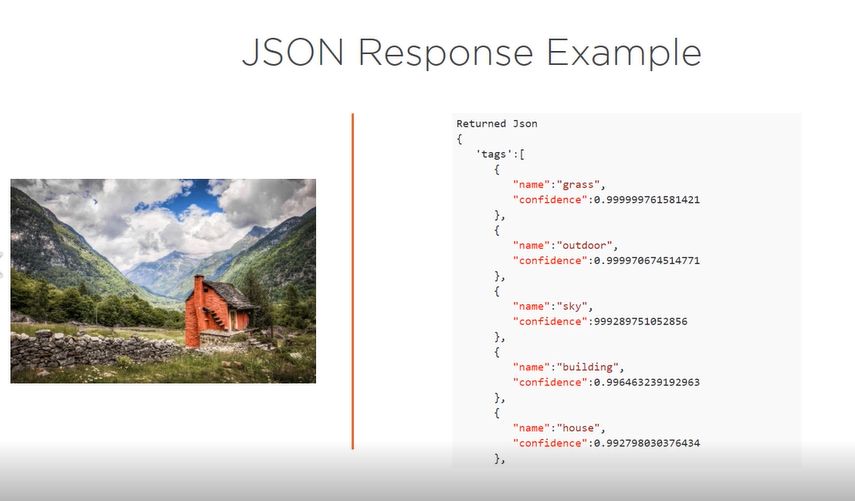 JSON Response Example
Returned Json
{
'tags':[
{
"name":"grass",
"confidence":0.999999761581421
},
{
"name":"outdoor",
"confidence":0.999970674514771
},
{
"name":"sky",
"confidence":999289751052856
},
{
"name":"building",
"confidence":0.996463239192963
},
{
"name":"house",
"confidence":0.992798030376434
},